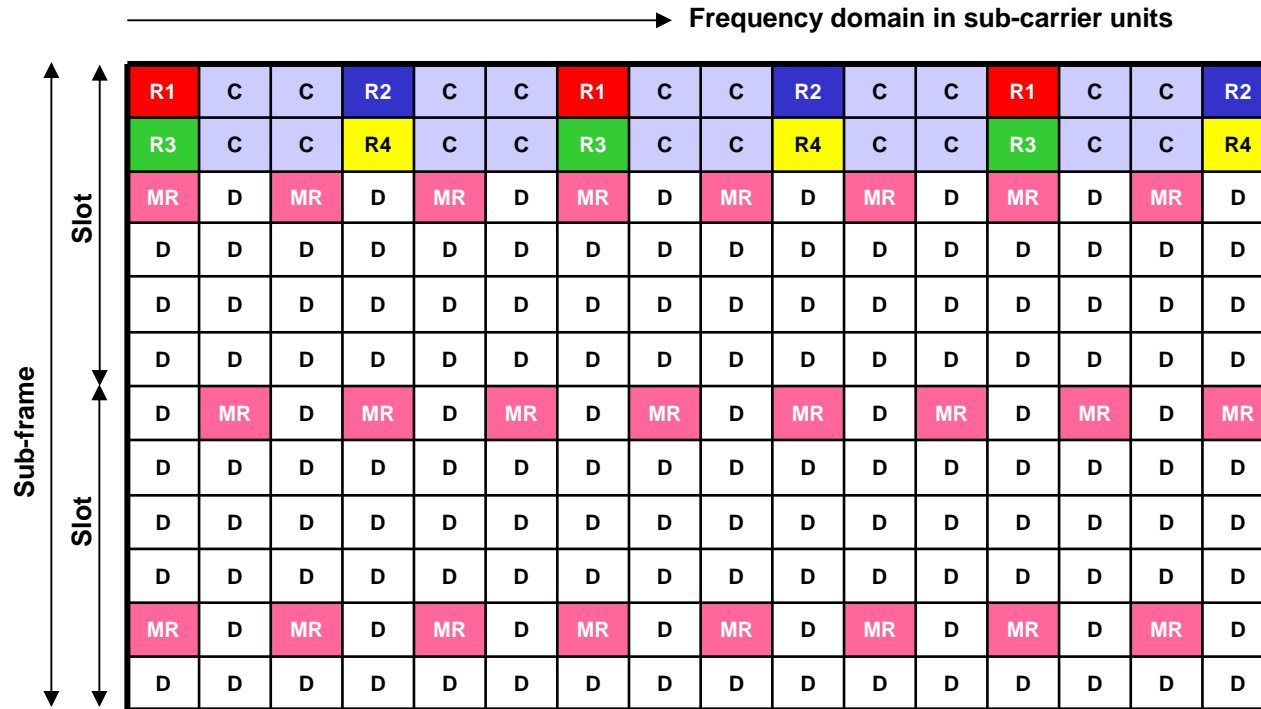 Frequency domain in sub-carrier units
Sub-frame
Slot
Slot
R1 C C R2 C C R1 C C R2 C C R1 C C R2
R3 C C R4 C C R3 C C R4 C C R3 C C R4
MR D MR D MR D MR D MR D MR D MR D MR D
D D D D D D D D D D D D D D D D
D D D D D D D D D D D D D D D D
D D D D D D D D D D D D D D D D
D MR D MR D MR D MR D MR D MR D MR D MR
D D D D D D D D D D D D D D D D
D D D D D D D D D D D D D D D D
D D D D D D D D D D D D D D D D
MR D MR D MR D MR D MR D MR D MR D MR D
D D D D D D D D D D D D D D D D